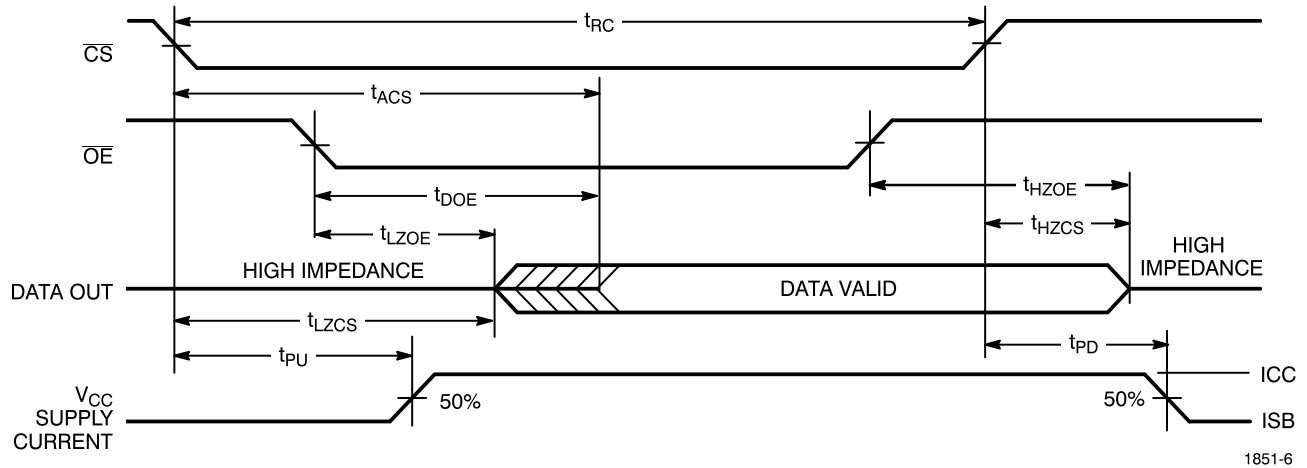 tRC
CS
tACS
OE
tDOE
tHZOE
tLZOE
tHZCS
HIGH IMPEDANCE
HIGH
IMPEDANCE
DATA OUT
DATA VALID
tLZCS
tPU
tPD
VCC
SUPPLY
CURRENT
50%
50%
ICC
ISB
1851-6